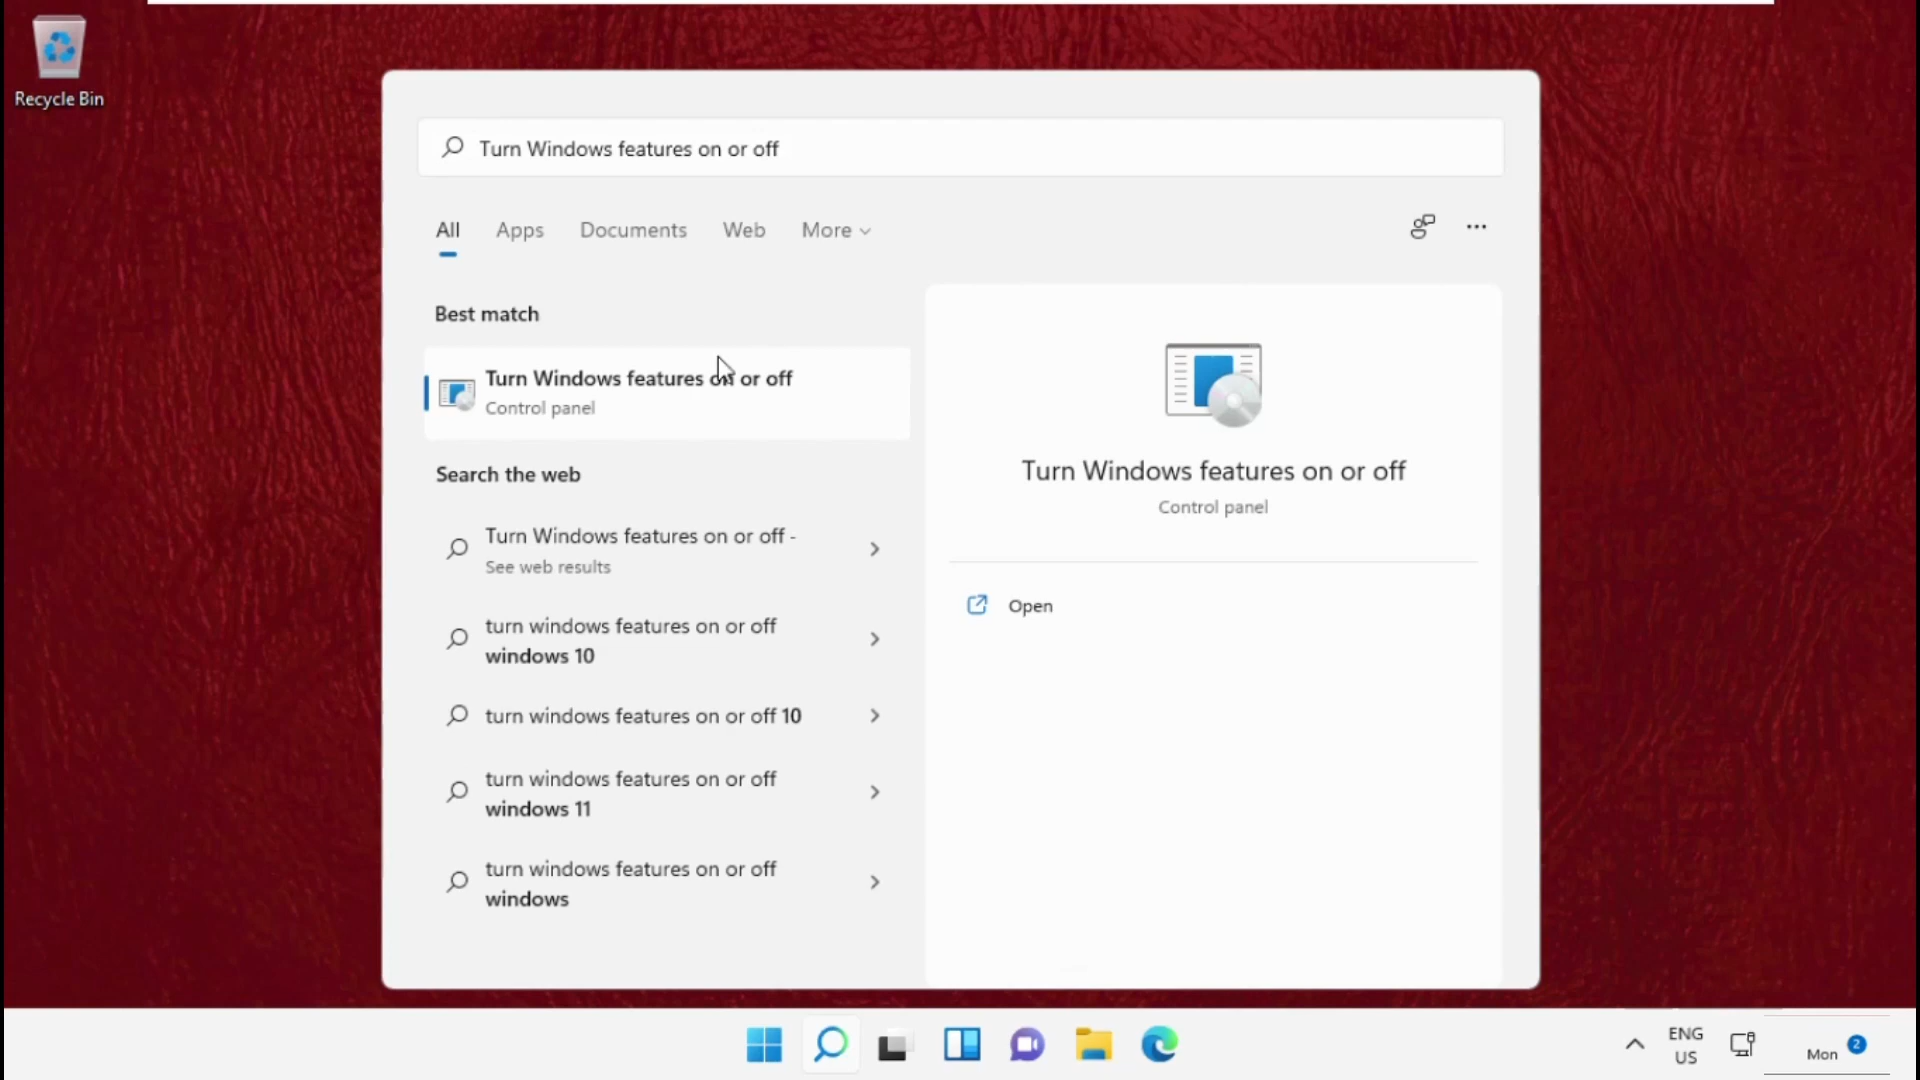 Recycle Bin
Turn Windows features on or off
All Apps Documents Web More
Best match
Turn Windows features on or off
Control panel
Search the web
Turn Windows features on or off -
See web results
turn windows features on or off
windows 10
turn windows features on or off 10
turn windows features on or off
windows 11
turn windows features on or off
windows
Turn Windows features on or off
Control panel
Open
ENG
US
Mon
2